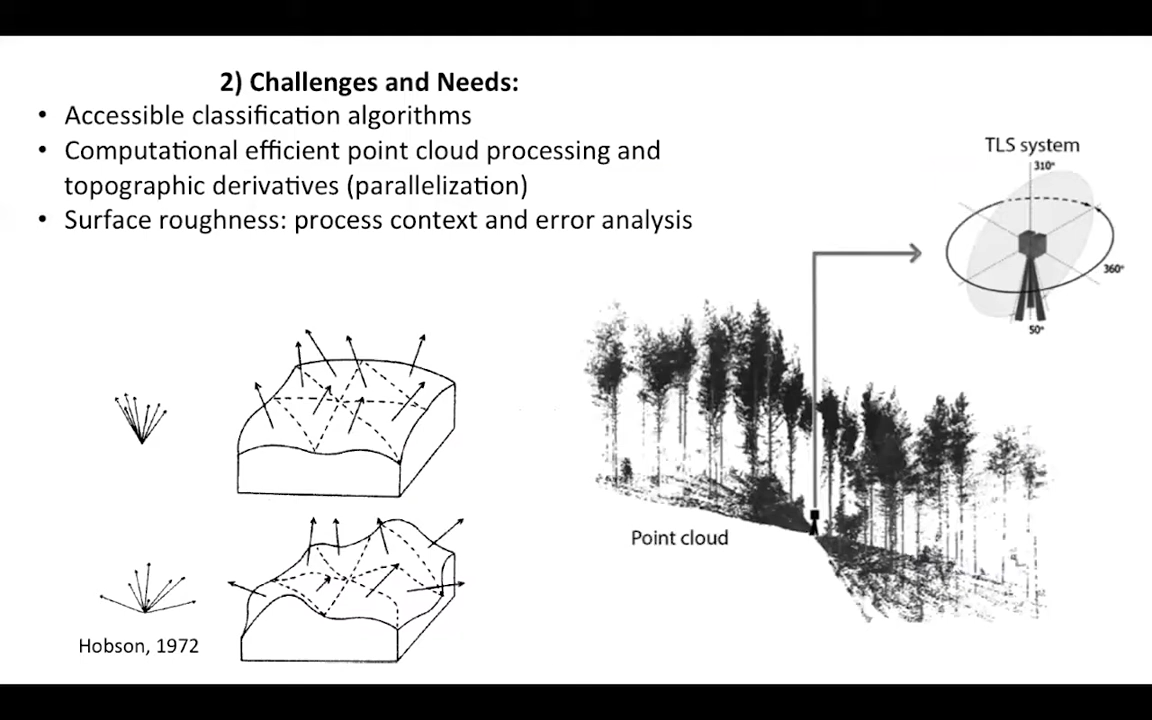 2) Challenges and Needs:
• Accessible classification algorithms
• Computational efficient point cloud processing and
topographic derivatives (parallelization)
• Surface roughness: process context and error analysis
TLS system
310°
360°
50°
Point cloud
Hobson, 1972